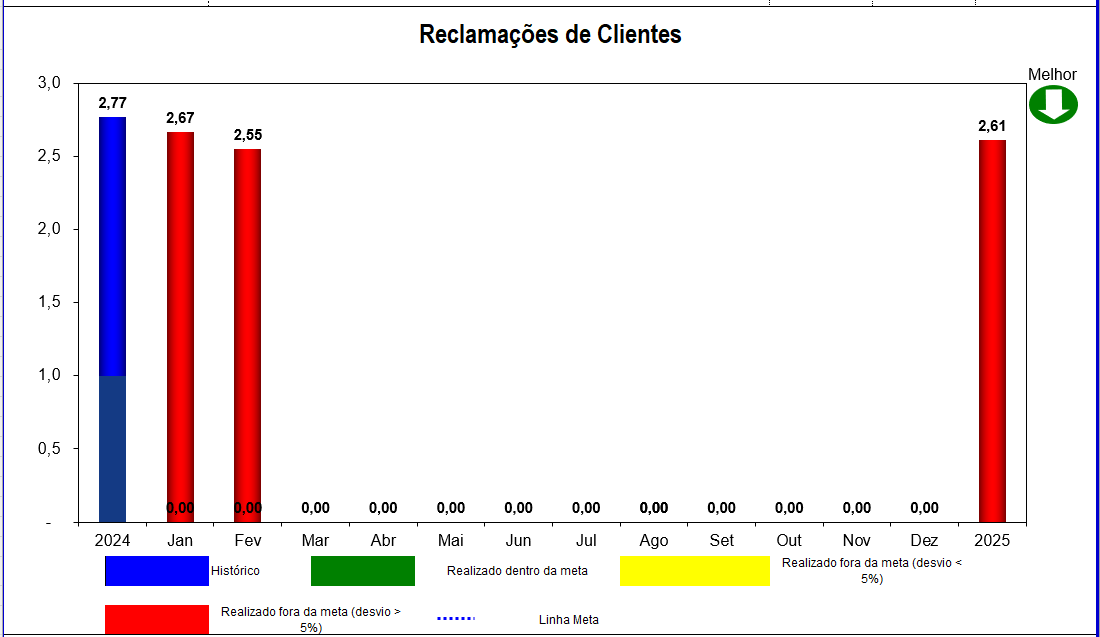 Reclamações de Clientes
Melhor
3,0
2,5
2,0
1,5
1,0
0,5
-
2,77
2,67
2,55
2,61
0,00 0,00 0,00 0,00 0,00 0,00 0,00 0,00 0,00 0,00 0,00 0,00
2024 Jan Fev Mar Abr Mai Jun Jul Ago Set Out Nov Dez 2025
Histórico
Realizado dentro da meta
Realizado fora da meta (desvio <
5%)
Realizado fora da meta (desvio >
5%)
Linha Meta